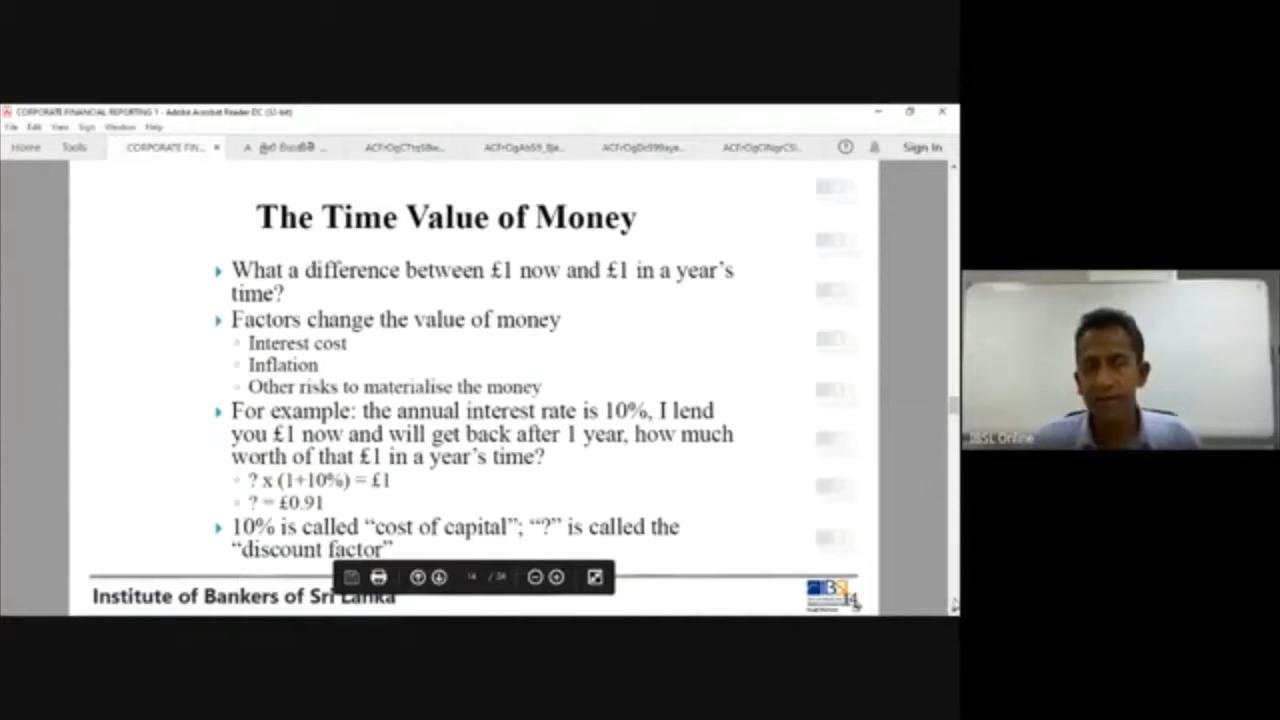 CORPORATE FINANCIAL REPORTING 1 - Adobe Acrobat Reader DC (32-bit)
File Edit View Sign Window Help
Home Tools CORPORATE FIN... Sign In
The Time Value of Money
What a difference between £1 now and £1 in a year's
time?
Factors change the value of money
Interest cost
Inflation
Other risks to materialise the money
For example: the annual interest rate is 10%, I lend
you £1 now and will get back after 1 year, how much
worth of that £1 in a year's time?
? x (1+10%) = £1
? = £0.91
10% is called “cost of capital”; “?” is called the
“discount factor”
14
Institute of Bankers of Sri Lanka
14
IBSL Online